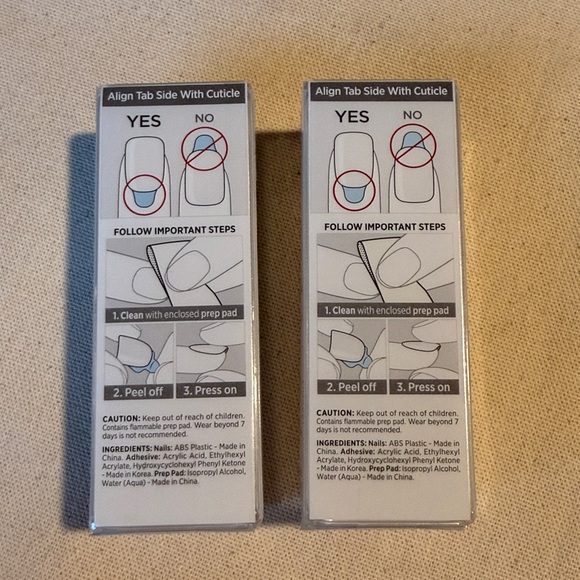 Align Tab Side With Cuticle
YES NO
FOLLOW IMPORTANT STEPS
1. Clean with enclosed prep pad
2. Peel off 3. Press on
CAUTION: Keep out of reach of children.
Contains flammable prep pad. Wear beyond 7
days is not recommended.
INGREDIENTS: Nails: ABS Plastic - Made in
China. Adhesive: Acrylic Acid, Ethylhexyl
Acrylate, Hydroxycyclohexyl Phenyl Ketone
- Made in Korea. Prep Pad: Isopropyl Alcohol,
Water (Aqua) - Made in China.
Align Tab Side With Cuticle
YES NO
FOLLOW IMPORTANT STEPS
1. Clean with enclosed prep pad
2. Peel off 3. Press on
CAUTION: Keep out of reach of children.
Contains flammable prep pad. Wear beyond 7
days is not recommended.
INGREDIENTS: Nails: ABS Plastic - Made in
China. Adhesive: Acrylic Acid, Ethylhexyl
Acrylate, Hydroxycyclohexyl Phenyl Ketone
- Made in Korea. Prep Pad: Isopropyl Alcohol,
Water (Aqua) - Made in China.